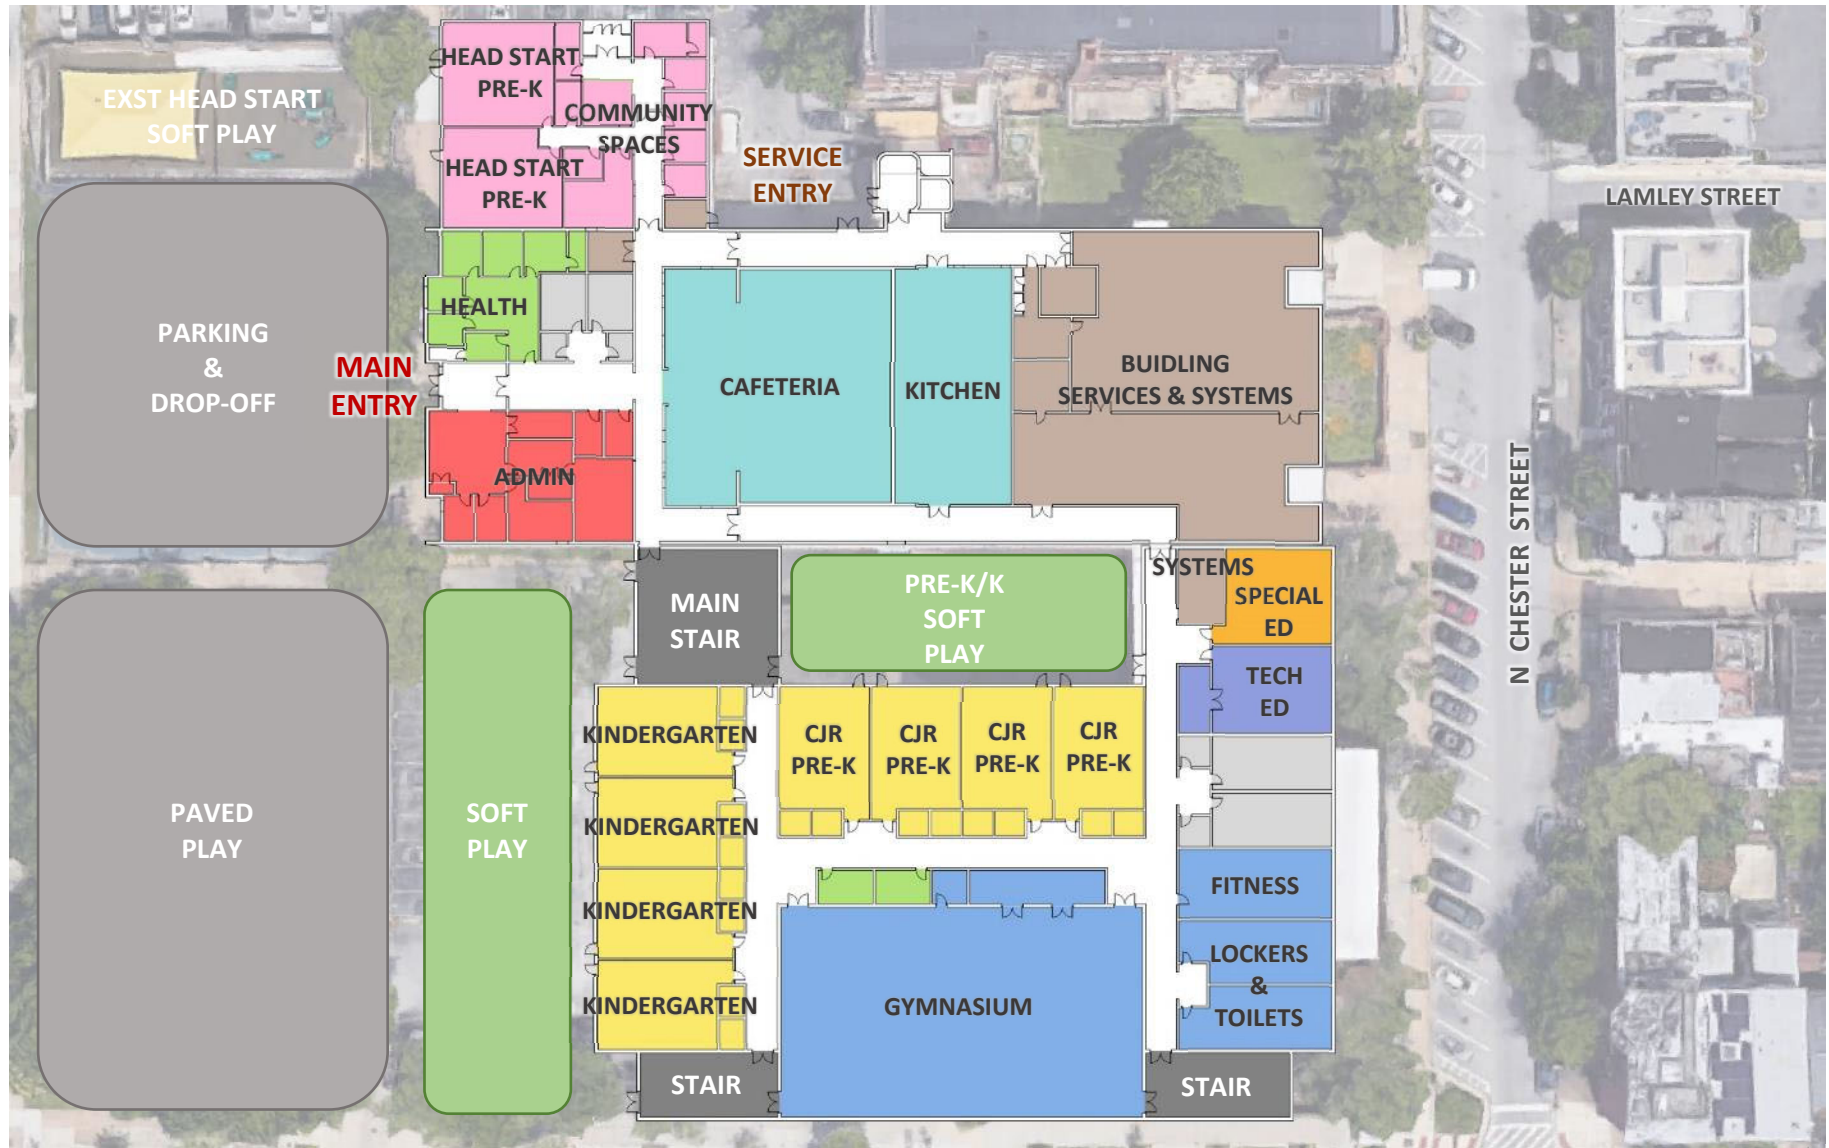 HEAD START
PRE-K
EXST HEAD START
SOFT PLAY
COMMUNITY
SPACES
HEAD START
PRE-K
SERVICE
ENTRY
LAMLEY STREET
HEALTH
PARKING
&
DROP-OFF
MAIN
ENTRY
CAFETERIA
KITCHEN
BUIDLING
SERVICES & SYSTEMS
ADMIN
N CHESTER STREET
MAIN
STAIR
PRE-K/K
SOFT
PLAY
SYSTEMS
SPECIAL
ED
TECH
ED
KINDERGARTEN
CJR
PRE-K
CJR
PRE-K
CJR
PRE-K
CJR
PRE-K
PAVED
PLAY
SOFT
PLAY
KINDERGARTEN
KINDERGARTEN
KINDERGARTEN
FITNESS
LOCKERS
&
TOILETS
GYMNASIUM
STAIR
STAIR